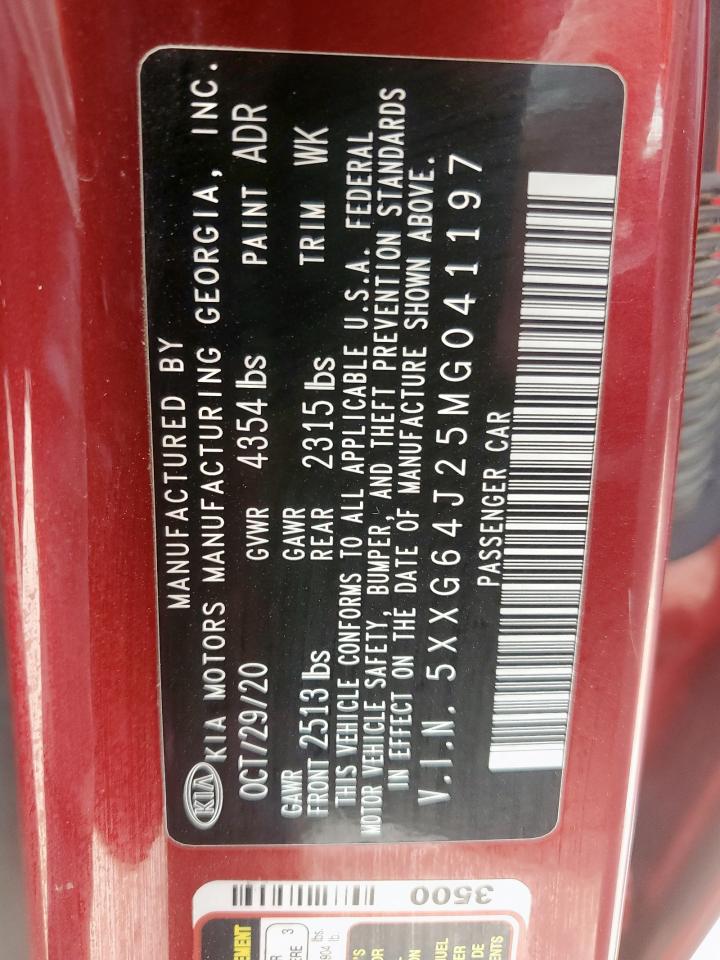 MANUFACTURED BY
KIA KIA MOTORS MANUFACTURING GEORGIA, INC.
OCT/29/20 GVWR 4354 lbs PAINT ADR
GAWR GAWR
FRONT 2513 lbs REAR 2315 lbs TRIM WK
THIS VEHICLE CONFORMS TO ALL APPLICABLE U.S.A. FEDERAL
MOTOR VEHICLE SAFETY, BUMPER, AND THEFT PREVENTION STANDARDS
IN EFFECT ON THE DATE OF MANUFACTURE SHOWN ABOVE.
V.I.N. 5XXG64J25MG041197
PASSENGER CAR
3500